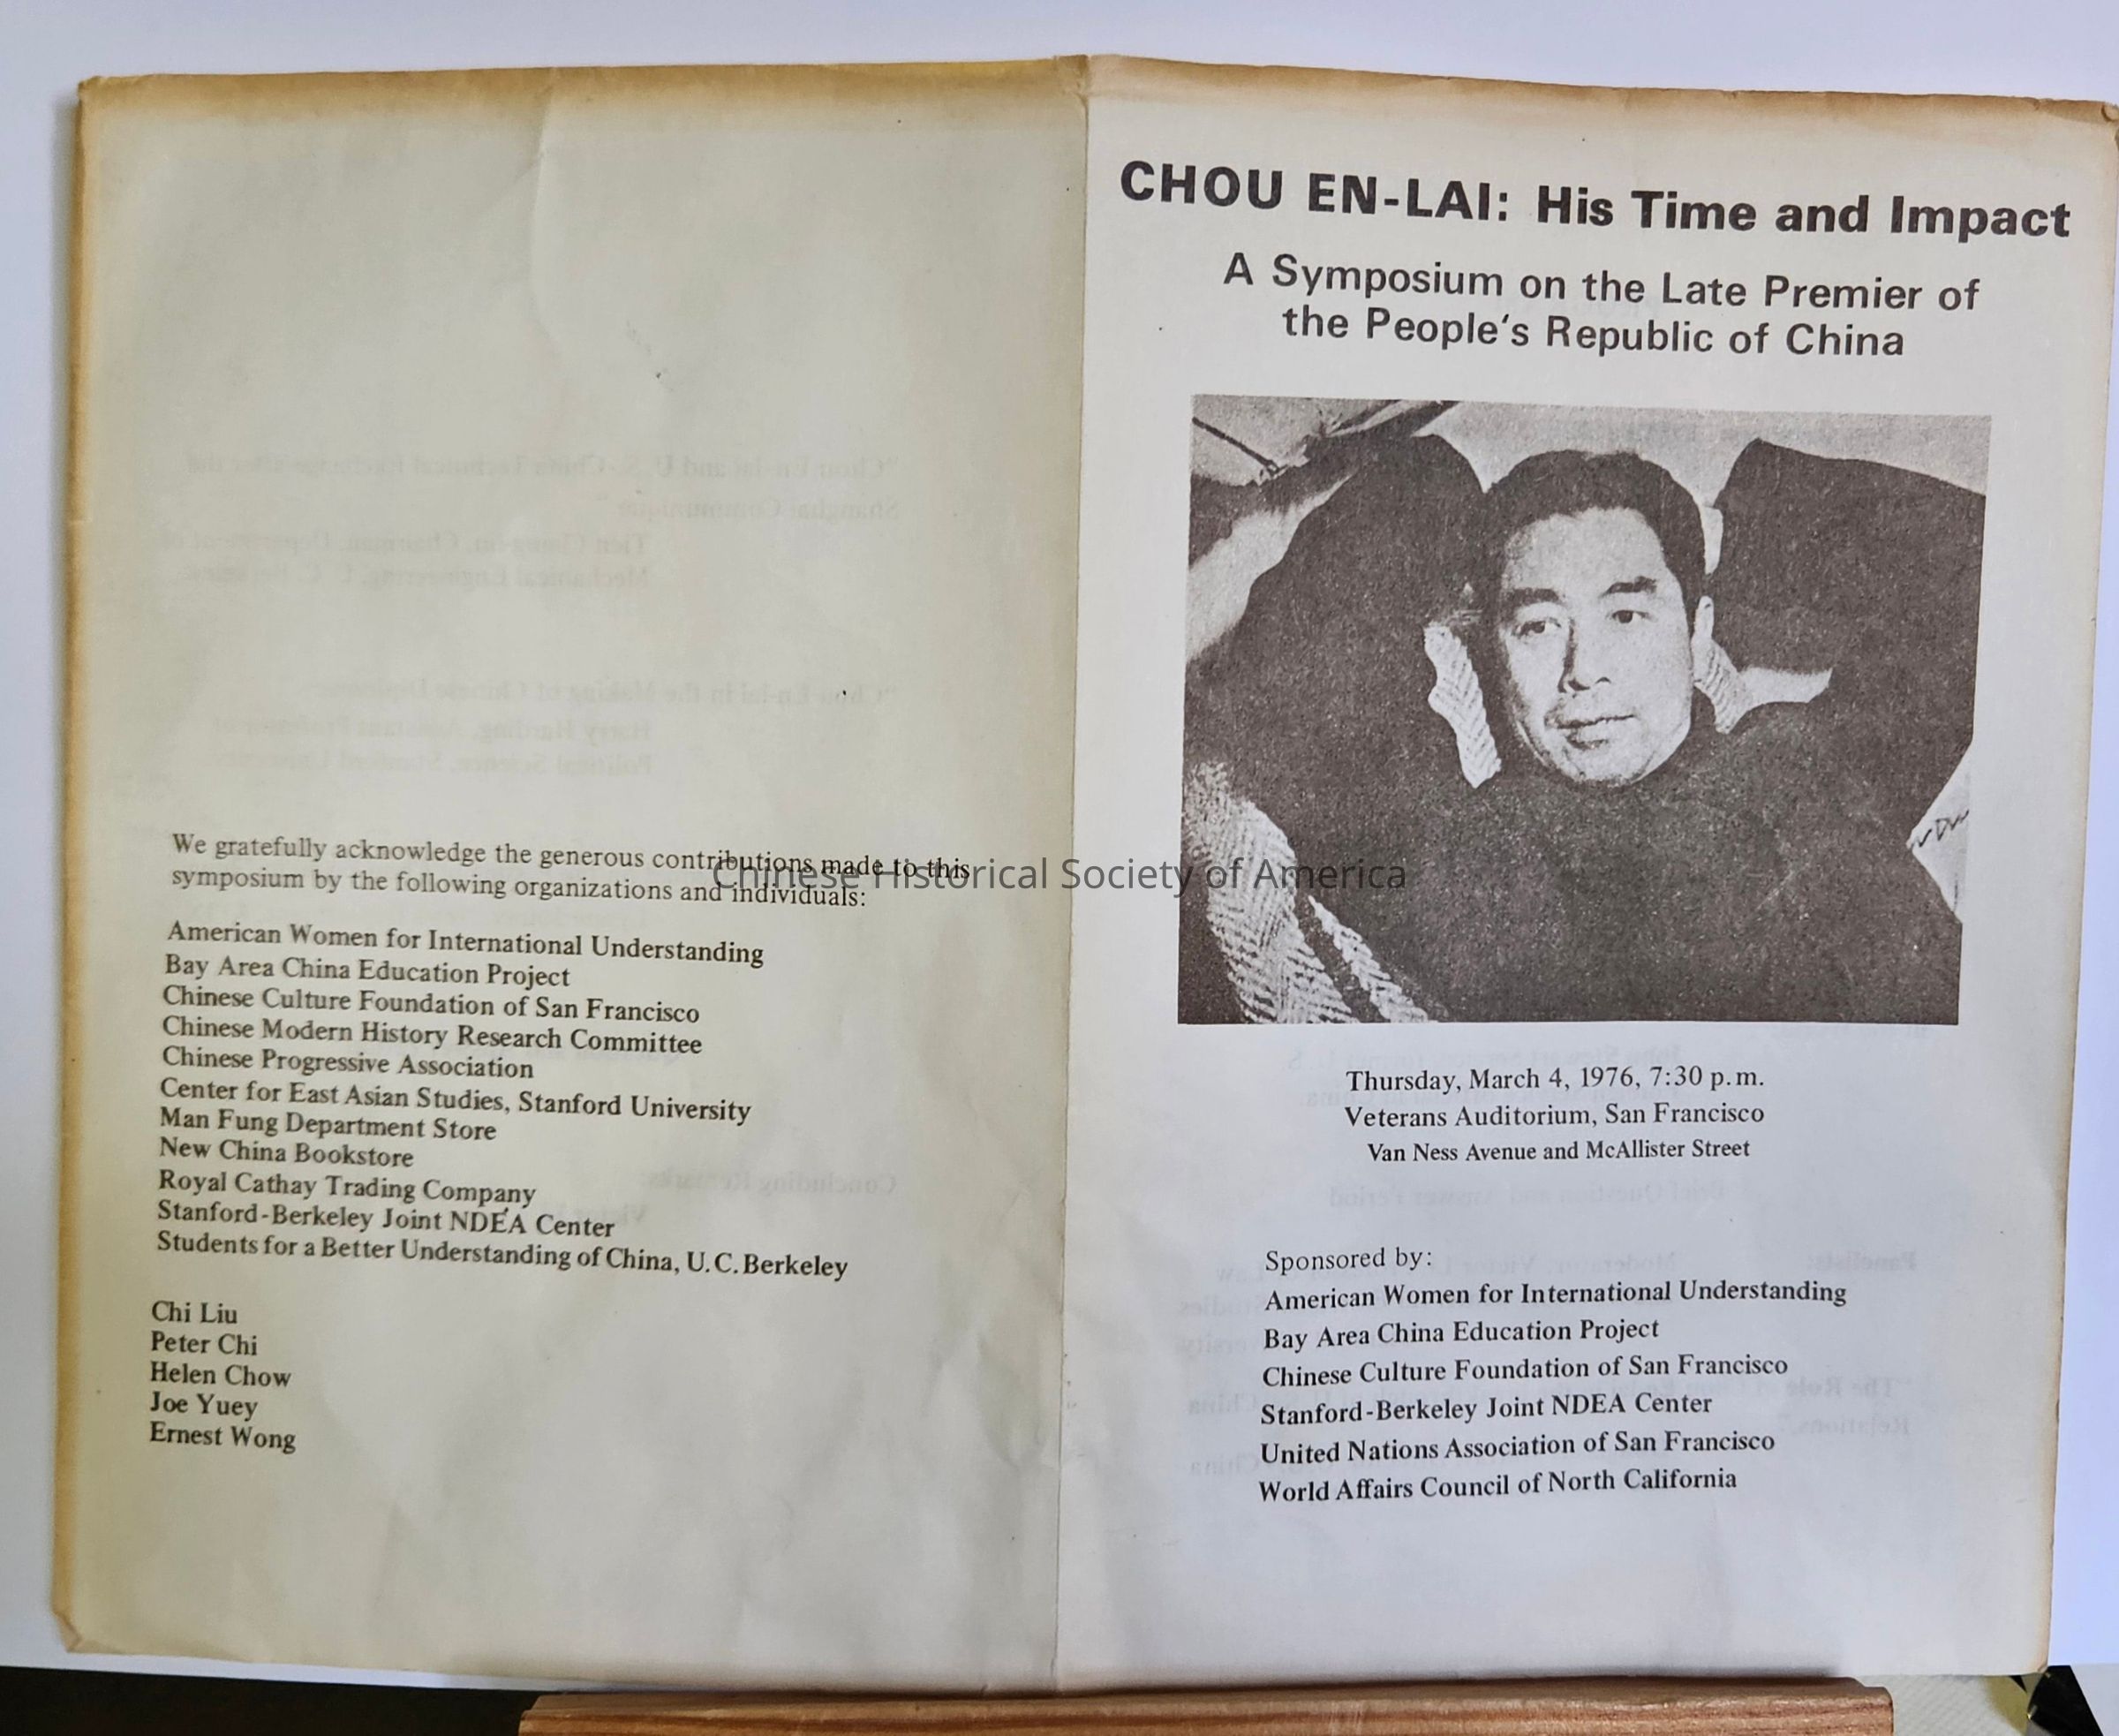 We gratefully acknowledge the generous contributions made to this
symposium by the following organizations and individuals:
American Women for International Understanding
Bay Area China Education Project
Chinese Culture Foundation of San Francisco
Chinese Modern History Research Committee
Chinese Progressive Association
Center for East Asian Studies, Stanford University
Man Fung Department Store
New China Bookstore
Royal Cathay Trading Company
Stanford-Berkeley Joint NDEA Center
Students for a Better Understanding of China, U.C. Berkeley
Chi Liu
Peter Chi
Helen Chow
Joe Yuey
Ernest Wong
CHOU EN-LAI: His Time and Impact
A Symposium on the Late Premier of
the People's Republic of China
Thursday, March 4, 1976, 7:30 p.m.
Veterans Auditorium, San Francisco
Van Ness Avenue and McAllister Street
Sponsored by:
American Women for International Understanding
Bay Area China Education Project
Chinese Culture Foundation of San Francisco
Stanford-Berkeley Joint NDEA Center
United Nations Association of San Francisco
World Affairs Council of North California
Chinese Historical Society of America